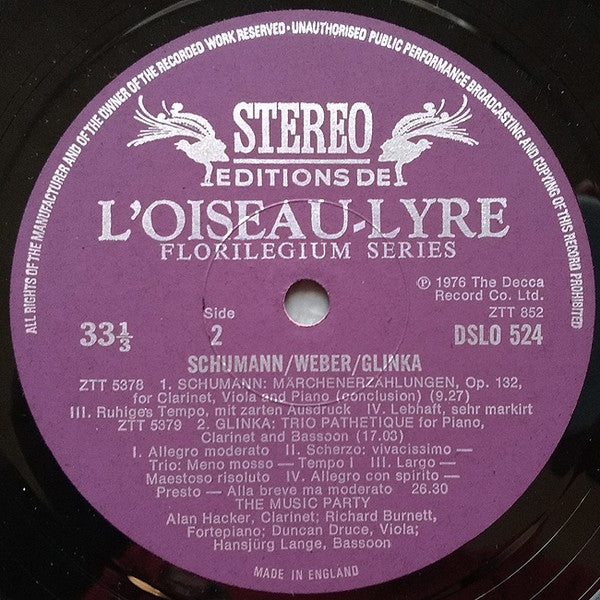 ALL RIGHTS OF THE MANUFACTURER AND OF THE OWNER OF THE RECORDED WORK RESERVED · UNAUTHORISED PUBLIC PERFORMANCE BROADCASTING AND COPYING OF THIS RECORD PROHIBITED
STEREO
EDITIONS DE
L'OISEAU-LYRE
FLORILEGIUM SERIES
℗ 1976 The Decca
Record Co. Ltd.
ZTT 852
Side
33⅓ 2 DSLO 524
SCHUMANN/WEBER/GLINKA
ZTT 5378 1. SCHUMANN: MÄRCHENERZÄHLUNGEN, Op. 132,
for Clarinet, Viola and Piano (conclusion) (9.27)
III. Ruhiges Tempo, mit zarten Ausdruck IV. Lebhaft, sehr markirt
ZTT 5379 2. GLINKA: TRIO PATHETIQUE for Piano,
Clarinet and Bassoon (17.03)
I. Allegro moderato II. Scherzo: vivacissimo —
Trio: Meno mosso — Tempo I III. Largo —
Maestoso risoluto IV. Allegro con spirito —
Presto — Alla breve ma moderato 26.30
THE MUSIC PARTY
Alan Hacker, Clarinet; Richard Burnett,
Fortepiano; Duncan Druce, Viola;
Hansjürg Lange, Bassoon
MADE IN ENGLAND